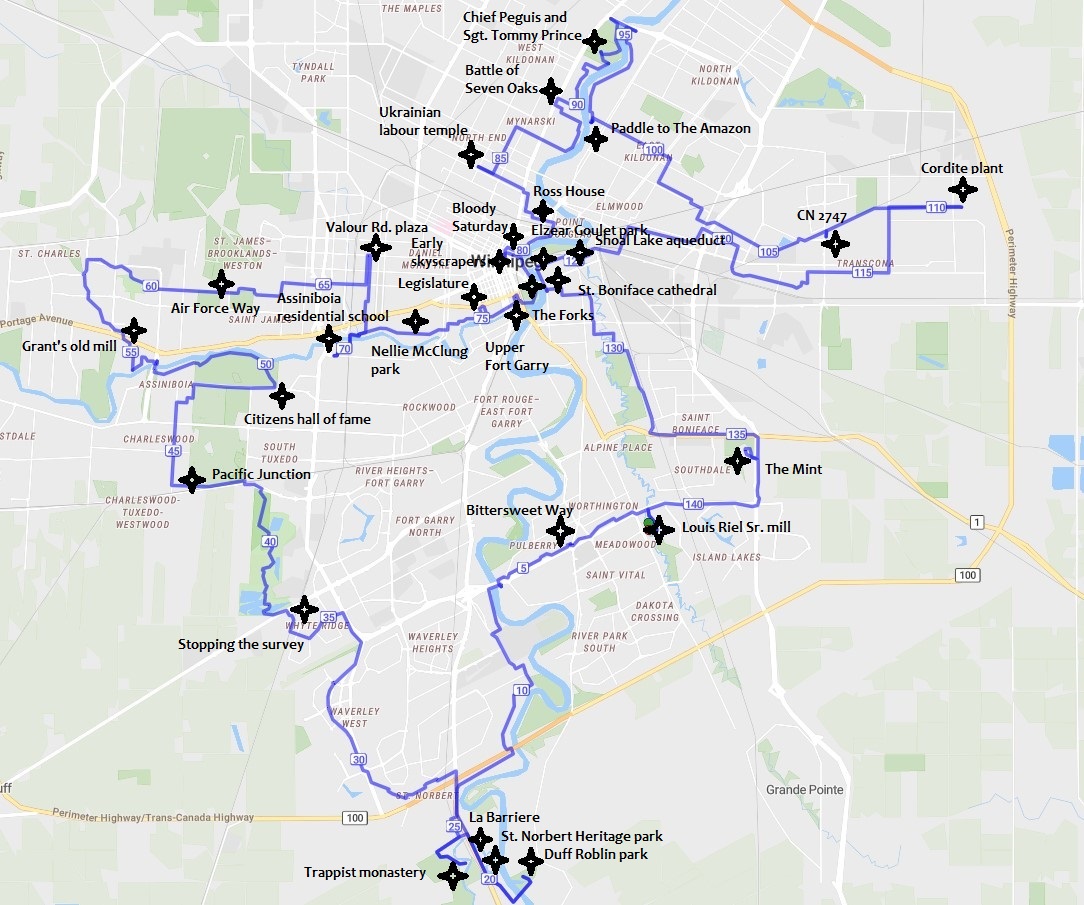 THE MAPLES
Chief Peguis and
Sgt. Tommy Prince
95
WEST
KILDONAN
TYNDALL
PARK
Battle of
Seven Oaks
NORTH
KILDONAN
90
Ukrainian
labour temple
MYNARSKI
Paddle to The Amazon
NORTH END
85
100
KILDONAN
Cordite plant
Ross House
ELMWOOD
110
Bloody
Saturday
CN 2747
Valour Rd. plaza
POINT
Elzear Goulet park
Early
skyscrapers
Shoal Lake aqueduct
80
105
ST. CHARLES
ST. JAMES-
BROOKLANDS-
WESTON
DANIEL
TRANSCONA
115
Perimeter Highway
60
65
Legislature
St. Boniface cathedral
Air Force Way
Assiniboia
residential school
SAINT JAMES
75
The Forks
Portage Avenue
Grant's old mill
55
70
Nellie McClung
park
Upper
Fort Garry
130
50
ASSINIBOIA
Citizens hall of fame
ROCKWOOD
FORT ROUGE-
EAST FORT
GARRY
SAINT
BONIFACE
135
STDALE
CHARLESWOOD
45
SOUTH
TUXEDO
ALPINE PLACE
SOUTHDALE
The Mint
Pacific Junction
RIVER HEIGHTS-
FORT GARRY
CHARLESWOOD-
TUXEDO-
WESTWOOD
Bittersweet Way
WORTHINGTON
140
FORT GARRY
NORTH
Louis Riel Sr. mill
1
40
PULBERRY
MEADOWOOD
ISLAND LAKES
5
SAINT VITAL
100
DAKOTA
CROSSING
35
WHYTE RIDGE
Stopping the survey
WAVERLEY
HEIGHTS
RIVER PARK
SOUTH
10
WAVERLEY
WEST
30
ST. NORBERT
Grande Pointe
Perimeter Highway/Trans-Canada Highway
100
La Barriere
25
St. Norbert Heritage park
Duff Roblin park
Trappist monastery
20